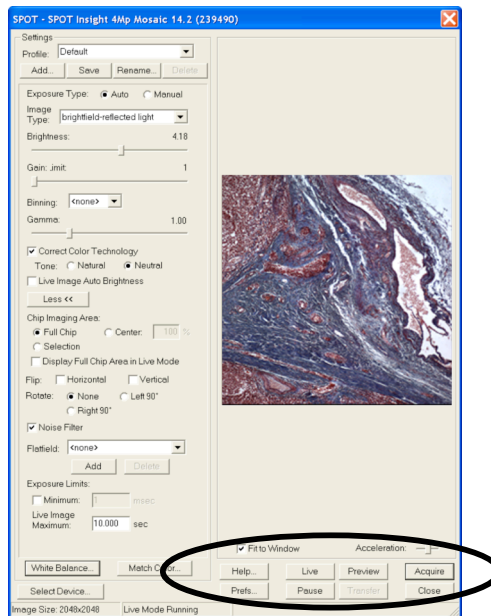 SPOT - SPOT Insight 4Mp Mosaic 14.2 (239490)
Settings
Profile: Default
Add... Save Rename... Delete
Exposure Type: Auto Manual
Image
Type: brightfield-reflected light
Brightness: 4.18
Gain: .imit: 1
Binning: <none>
Gamma: 1.00
Correct Color Technology
Tone: Natural Neutral
Live Image Auto Brightness
Less <<
Chip Imaging Area:
Full Chip Center: 100 %
Selection
Display Full Chip Area in Live Mode
Flip: Horizontal Vertical
Rotate: None Left 90°
Right 90°
Noise Filter
Flatfield: <none>
Add Delete
Exposure Limits:
Minimum: 1 msec
Live Image
Maximum: 10.000 sec
White Balance... Match Color...
Select Device...
Fit to Window Acceleration:
Help... Live Preview Acquire
Prefs... Pause Transfer Close
Image Size: 2048x2048 Live Mode Running